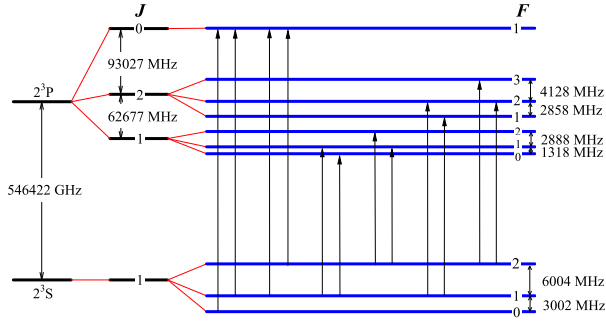 J F
0 1
93027 MHz
3
4128 MHz
2³P 2 2
2858 MHz
62677 MHz 1
2
1 2888 MHz
1
0 1318 MHz
546422 GHz
2
6004 MHz
1
2³S 1
3002 MHz
0